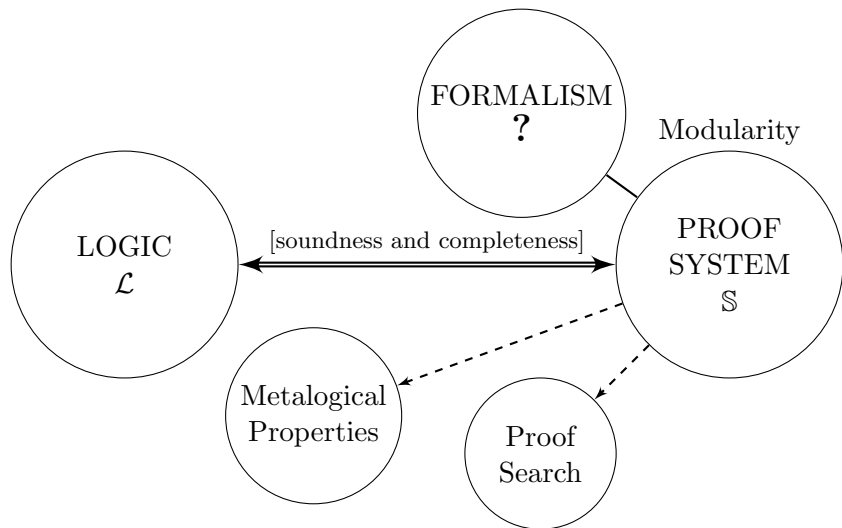 FORMALISM
?
Modularity
LOGIC
ℒ
[soundness and completeness]
PROOF
SYSTEM
𝕊
Metalogical
Properties
Proof
Search